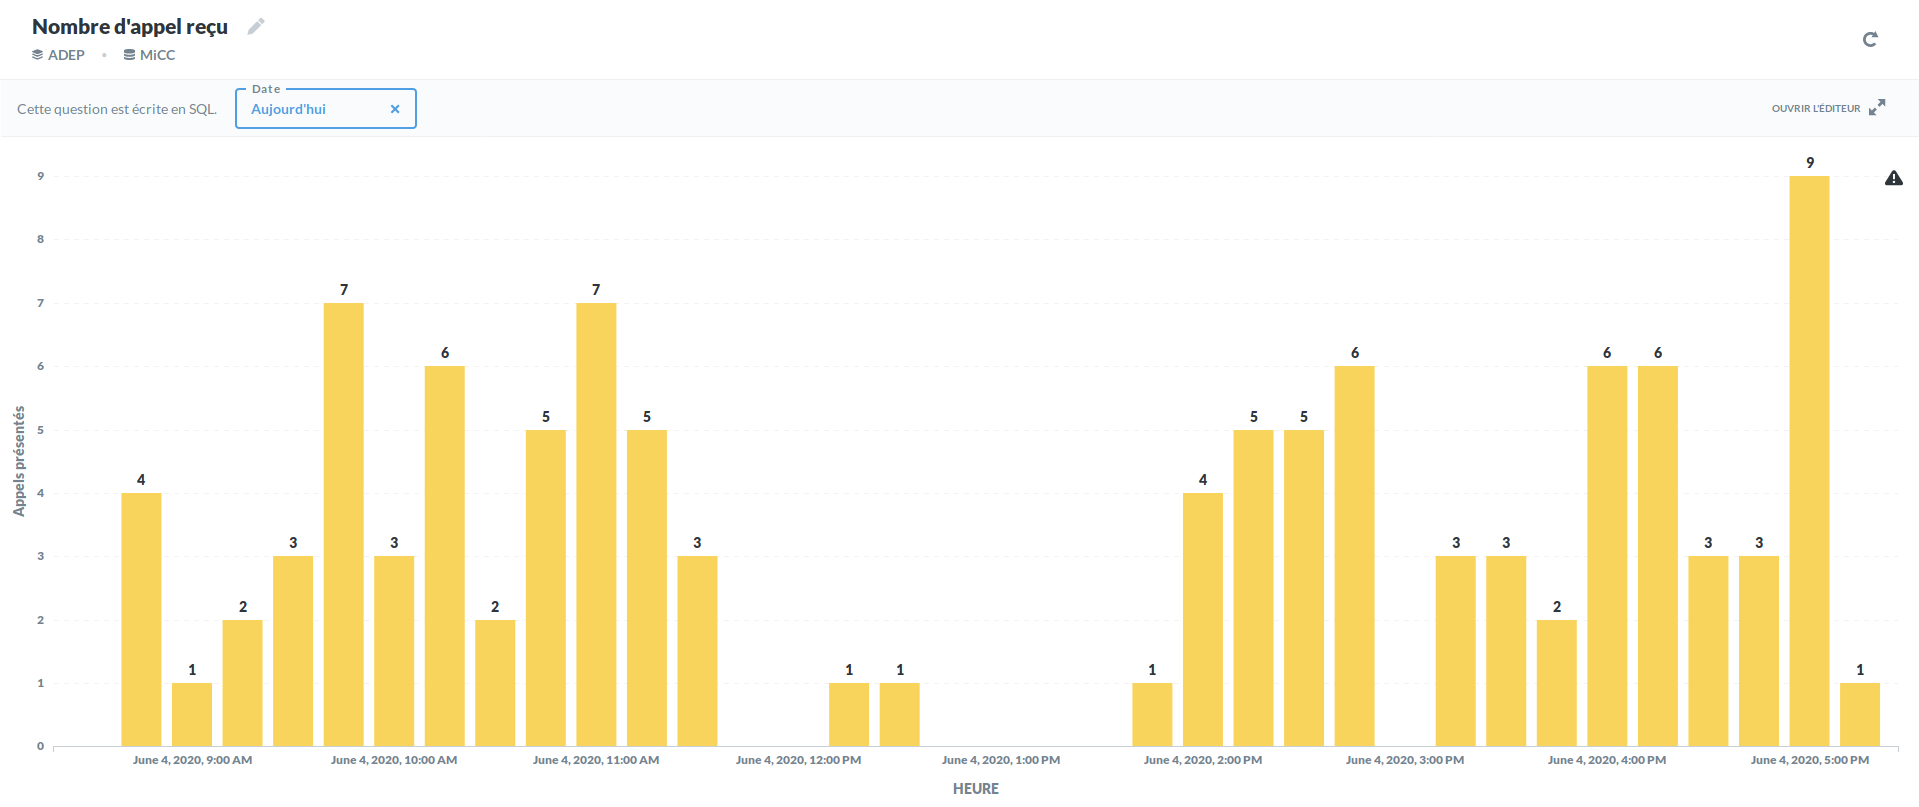 Nombre d'appel reçu
ADEP • MiCC
Cette question est écrite en SQL.
Date
Aujourd'hui
OUVRIR L'ÉDITEUR
Appels présentés
9
8
7
6
5
4
3
2
1
0
4
1
2
3
7
3
6
2
5
7
5
3
1
1
1
4
5
5
6
3
3
2
6
6
3
3
9
1
June 4, 2020, 9:00 AM
June 4, 2020, 10:00 AM
June 4, 2020, 11:00 AM
June 4, 2020, 12:00 PM
June 4, 2020, 1:00 PM
June 4, 2020, 2:00 PM
June 4, 2020, 3:00 PM
June 4, 2020, 4:00 PM
June 4, 2020, 5:00 PM
HEURE